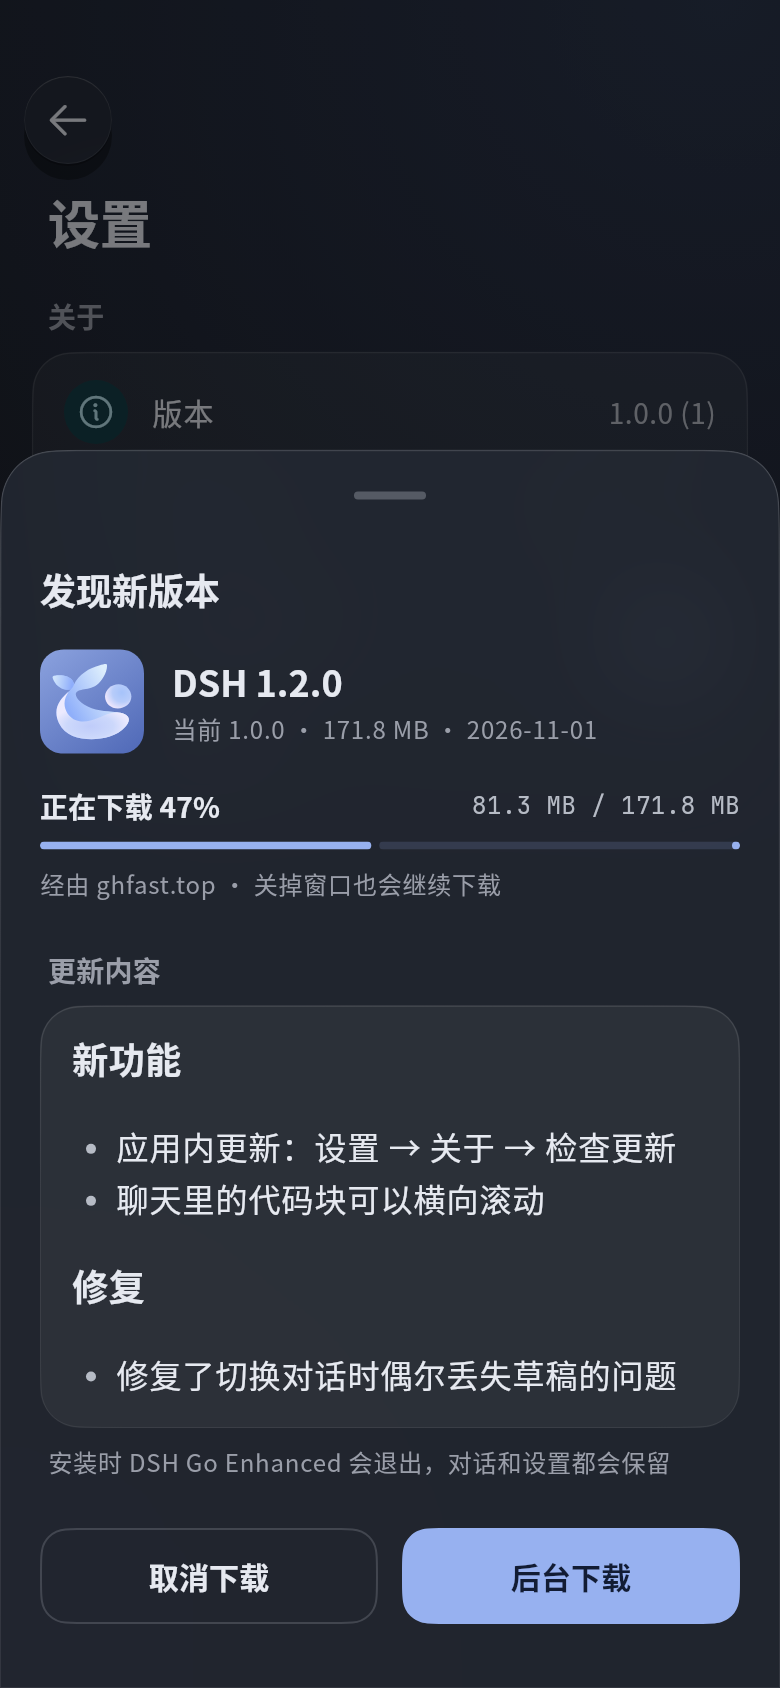 设置
关于
版本 1.0.0 (1)
发现新版本
DSH 1.2.0
当前 1.0.0 · 171.8 MB · 2026-11-01
正在下载 47% 81.3 MB / 171.8 MB
经由 ghfast.top · 关掉窗口也会继续下载
更新内容
新功能
• 应用内更新：设置 → 关于 → 检查更新
• 聊天里的代码块可以横向滚动
修复
• 修复了切换对话时偶尔丢失草稿的问题
安装时 DSH Go Enhanced 会退出，对话和设置都会保留
取消下载 后台下载